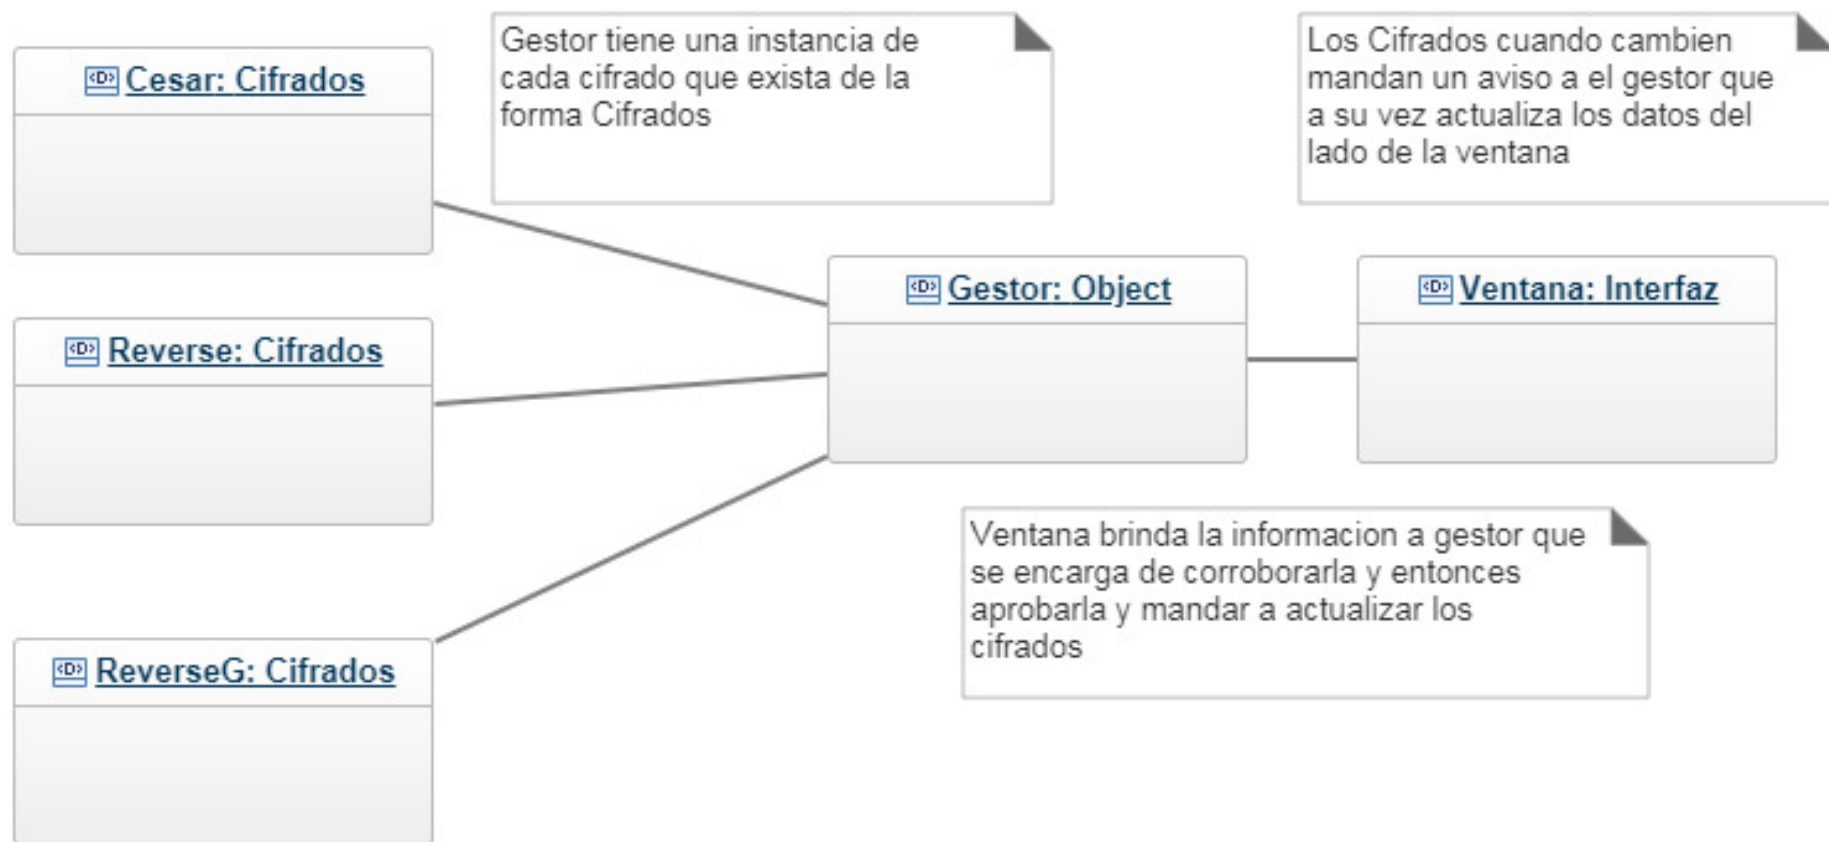 Cesar: Cifrados
Gestor tiene una instancia de
cada cifrado que exista de la
forma Cifrados
Los Cifrados cuando cambien
mandan un aviso a el gestor que
a su vez actualiza los datos del
lado de la ventana
Reverse: Cifrados
Gestor: Object
Ventana: Interfaz
Ventana brinda la informacion a gestor que
se encarga de corroborarla y entonces
aprobarla y mandar a actualizar los
cifrados
ReverseG: Cifrados